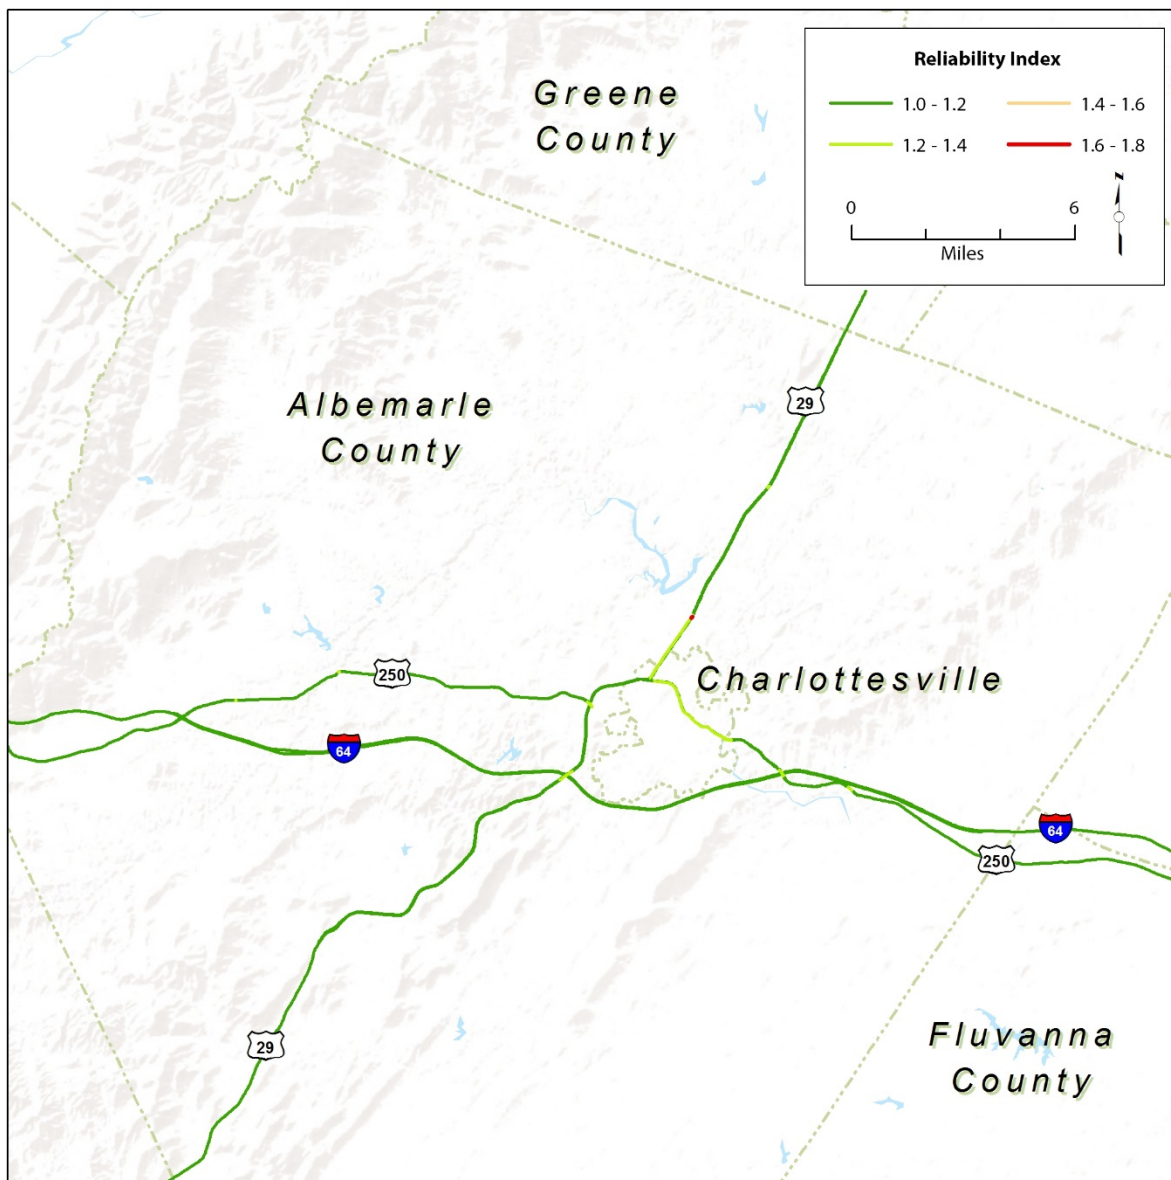 Reliability Index
1.0 - 1.2
1.4 - 1.6
1.2 - 1.4
1.6 - 1.8
z
0
6
Miles
Greene
County
29
Albemarle
County
250
Charlottesville
64
64
250
29
Fluvanna
County